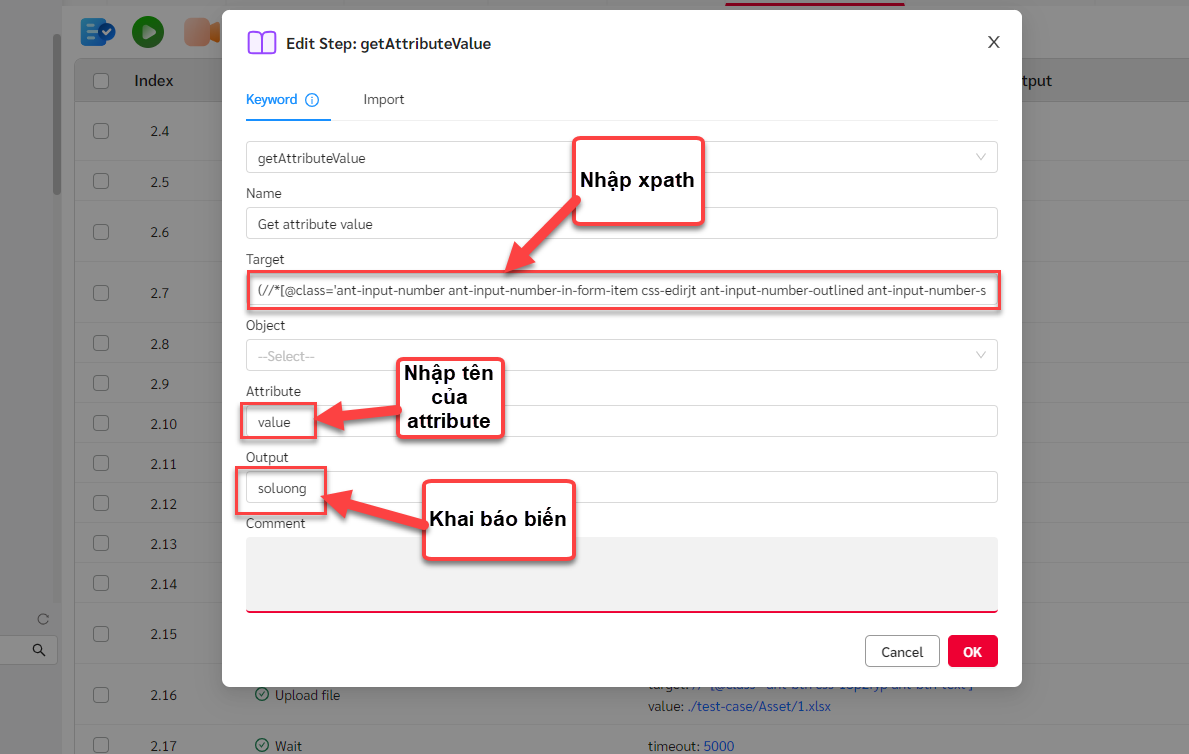 Edit Step: getAttributeValue
X
Index
tput
Keyword
Import
2.4
getAttributeValue
Nhập xpath
2.5
Name
Get attribute value
2.6
Target
(//*[@class='ant-input-number ant-input-number-in-form-item css-edirjt ant-input-number-outlined ant-input-number-s
2.7
Object
2.8
--Select--
Nhập tên
của
attribute
2.9
Attribute
2.10
value
2.11
Output
soluong
2.12
Khai báo biến
Comment
2.13
2.14
2.15
Cancel
OK
2.16
Upload file
value: ./test-case/Asset/1.xlsx
2.17
Wait
timeout: 5000